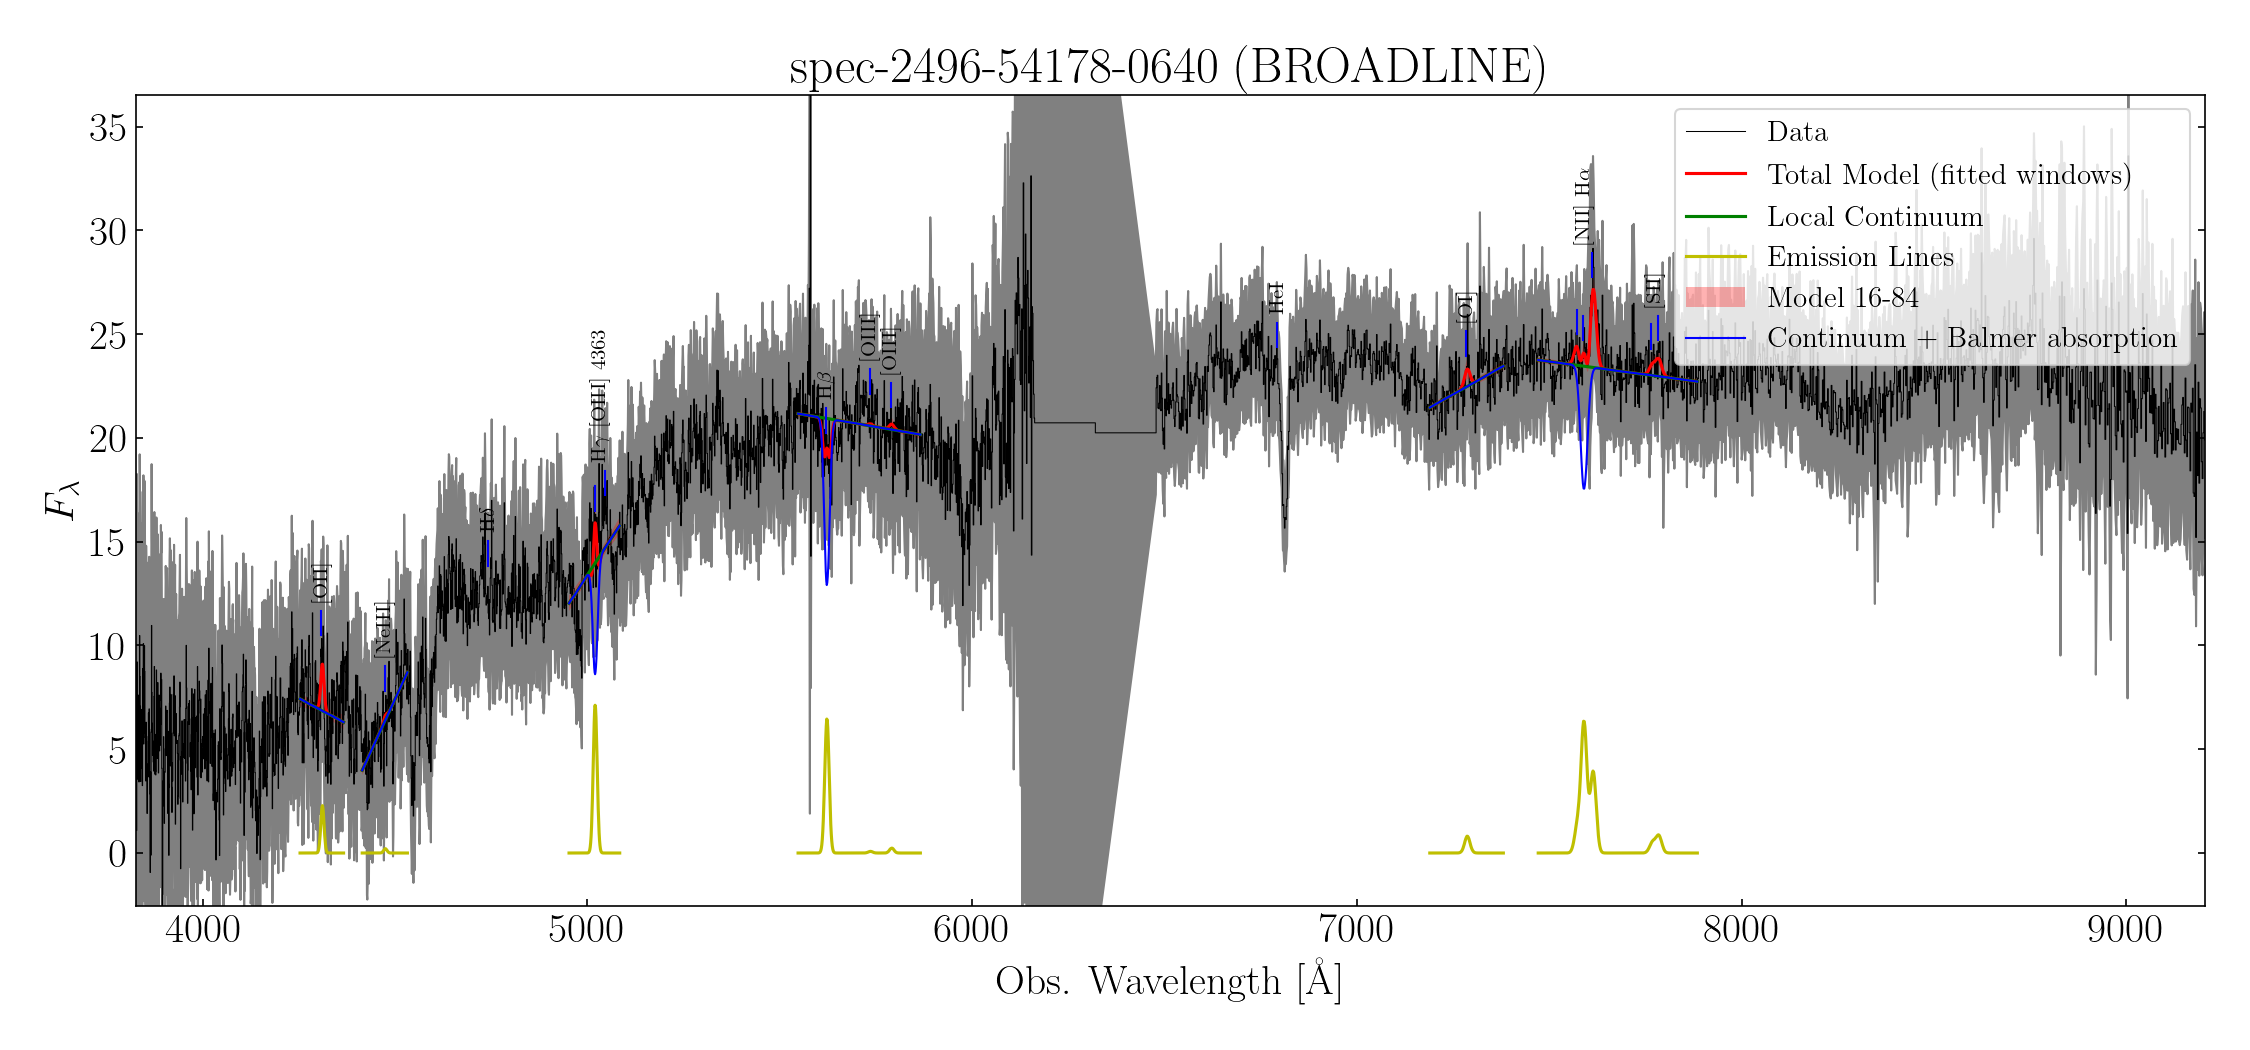 spec-2496-54178-0640 (BROADLINE)
35
30
25
20
15
10
5
0
F_λ
[OII]
[NeIII]
Hδ
Hγ [OIII] 4363
Hβ
[OIII]
[OIII]
HeI
[OI]
[NII] Hα
[SII]
Data
Total Model (fitted windows)
Local Continuum
Emission Lines
Model 16-84
Continuum + Balmer absorption
4000 5000 6000 7000 8000 9000
Obs. Wavelength [Å]